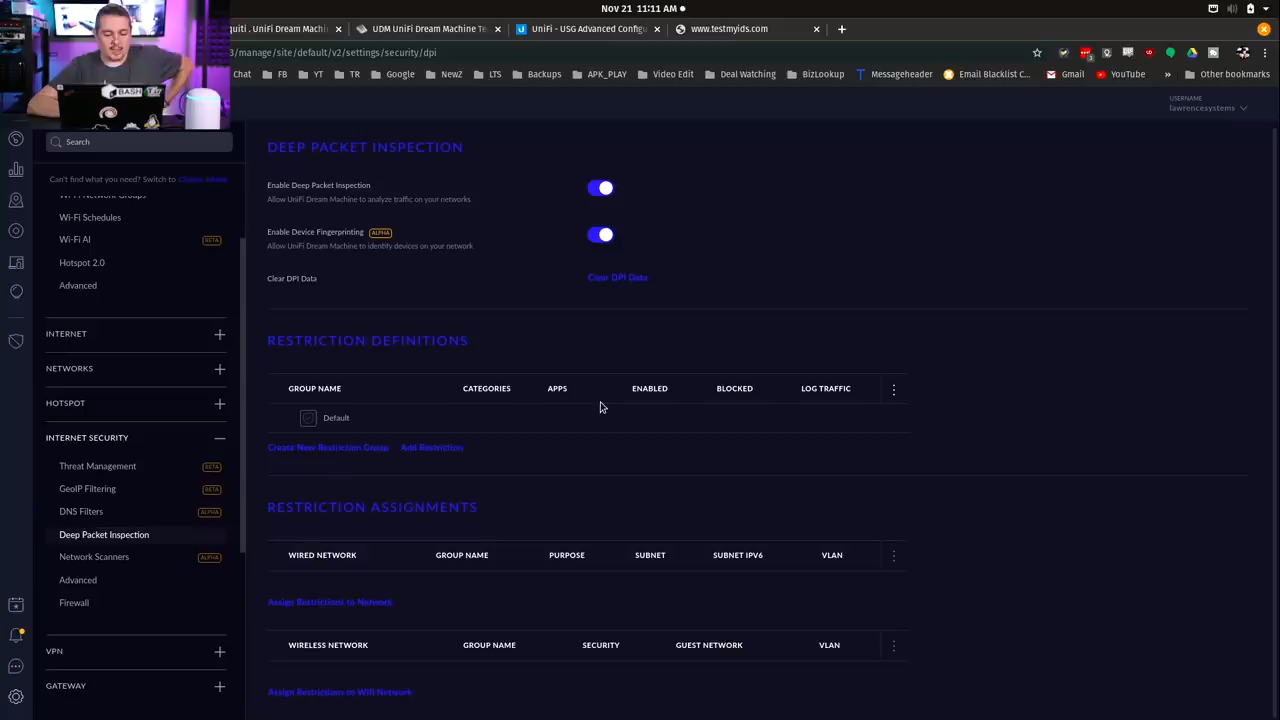 Nov 21 11:11 AM
quiti, UniFi Dream Machin
UDM UniFi Dream Machine Te
UniFi - USG Advanced Config
www.testmyids.com
3/manage/site/default/v2/settings/security/dpi
Chat
FB
YT
TR
Google
NewZ
LTS
Backups
APK_PLAY
Video Edit
Deal Watching
BizLookup
Messageheader
Email Blacklist C...
Gmail
YouTube
»
Other bookmarks
USERNAME
lawrencesystems
BASH
Search
Can't find what you need? Switch to
Wi-Fi Network Groups
Wi-Fi Schedules
Wi-Fi AI BETA
Hotspot 2.0
Advanced
INTERNET
NETWORKS
HOTSPOT
INTERNET SECURITY
Threat Management BETA
GeoIP Filtering BETA
DNS Filters ALPHA
Deep Packet Inspection
Network Scanners ALPHA
Advanced
Firewall
VPN
GATEWAY
DEEP PACKET INSPECTION
Enable Deep Packet Inspection
Allow UniFi Dream Machine to analyze traffic on your networks
Enable Device Fingerprinting ALPHA
Allow UniFi Dream Machine to identify devices on your network
Clear DPI Data Clear DPI Data
RESTRICTION DEFINITIONS
GROUP NAME CATEGORIES APPS ENABLED BLOCKED LOG TRAFFIC
Default
Create New Restriction Group Add Restriction
RESTRICTION ASSIGNMENTS
WIRED NETWORK GROUP NAME PURPOSE SUBNET SUBNET IPV6 VLAN
Assign Restrictions to Network
WIRELESS NETWORK GROUP NAME SECURITY GUEST NETWORK VLAN
Assign Restrictions to Wifi Network